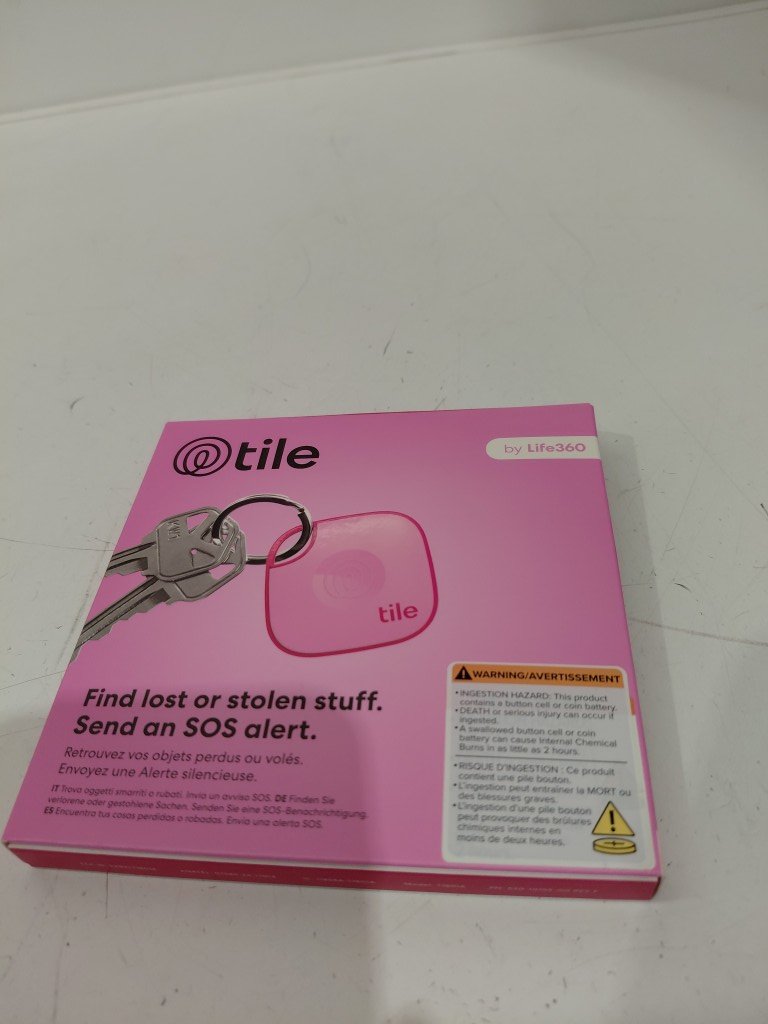 tile
by Life360
tile
Find lost or stolen stuff.
Send an SOS alert.
Retrouvez vos objets perdus ou volés.
Envoyez une Alerte silencieuse.
IT Trova oggetti smarriti o rubati. Invia un avviso SOS. DE Finden Sie
verlorene oder gestohlene Sachen. Senden Sie eine SOS-Benachrichtigung.
ES Encuentra tus cosas perdidas o robadas. Envía una alerta SOS.
WARNING/AVERTISSEMENT
• INGESTION HAZARD: This product
contains a button cell or coin battery.
• DEATH or serious injury can occur if
ingested.
• A swallowed button cell or coin
battery can cause Internal Chemical
Burns in as little as 2 hours.
• RISQUE D'INGESTION : Ce produit
contient une pile bouton.
• L'ingestion peut entraîner la MORT ou
des blessures graves.
• L'ingestion d'une pile bouton
peut provoquer des brûlures
chimiques internes en
moins de deux heures.